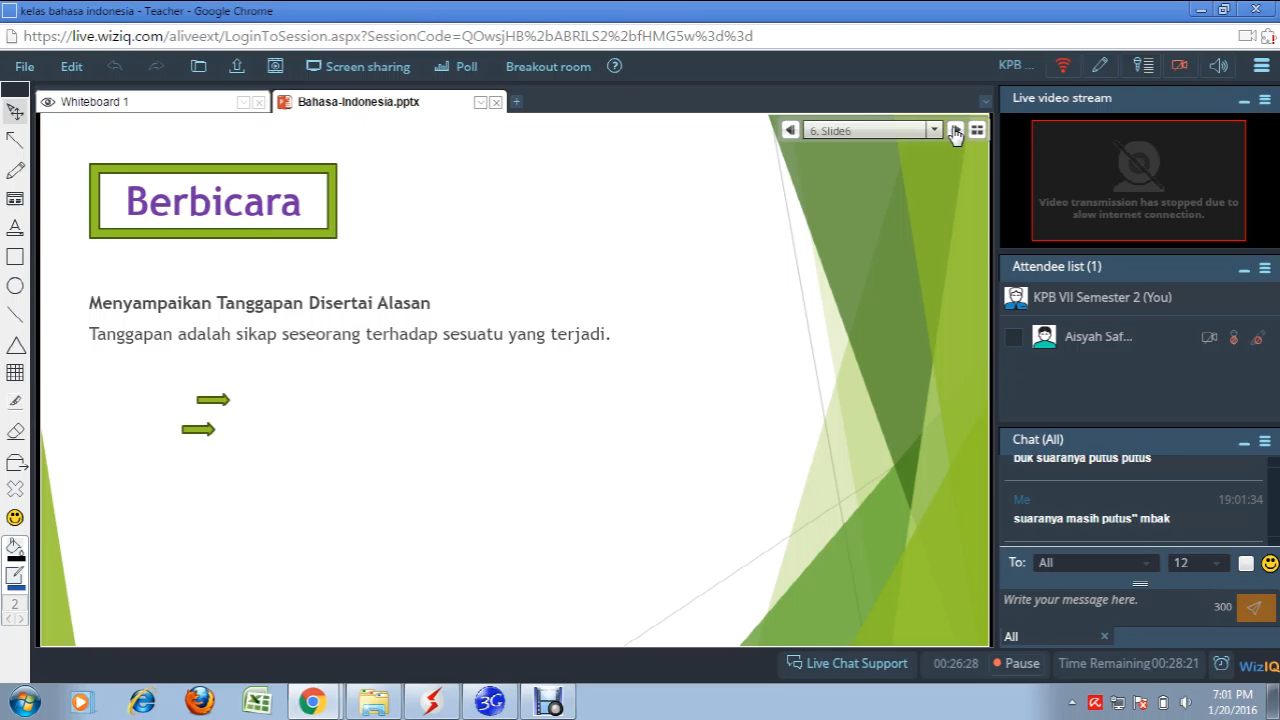 kelas bahasa indonesia - Teacher - Google Chrome
https://live.wiziq.com/aliveext/LoginToSession.aspx?SessionCode=QOwsjHB%2bABRILS2%2bfHMG5w%3d%3d
File Edit Screen sharing Poll Breakout room ? KPB ...
Whiteboard 1 Bahasa-Indonesia.pptx +
6. Slide6
Berbicara
Menyampaikan Tanggapan Disertai Alasan
Tanggapan adalah sikap seseorang terhadap sesuatu yang terjadi.
Live video stream
Video transmission has stopped due to
slow internet connection.
Attendee list (1)
KPB VII Semester 2 (You)
Aisyah Saf...
Chat (All)
buk suaranya putus putus
Me 19:01:34
suaranya masih putus" mbak
To: All 12
Write your message here. 300
All
2
Live Chat Support 00:26:28 Pause Time Remaining 00:28:21 WizIQ
3G
7:01 PM
1/20/2016